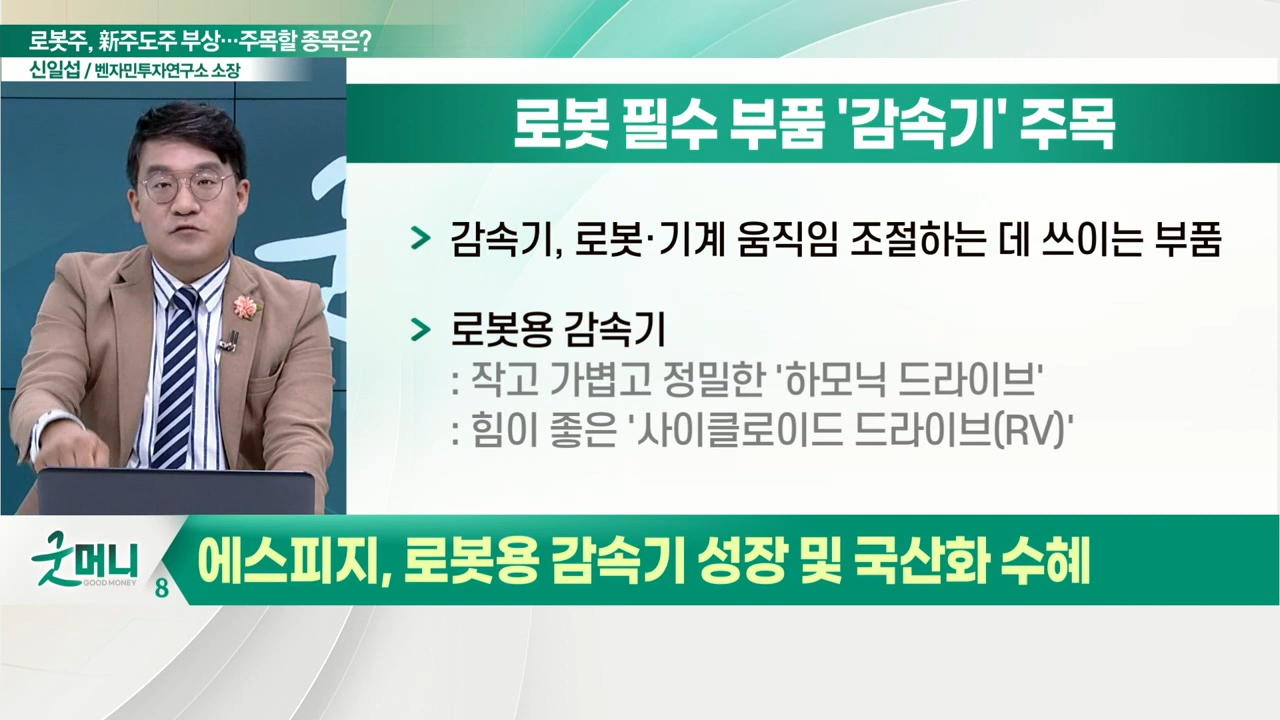 로봇주, 新주도주 부상…주목할 종목은?
신일섭 / 벤자민투자연구소 소장
로봇 필수 부품 '감속기' 주목
감속기, 로봇·기계 움직임 조절하는 데 쓰이는 부품
로봇용 감속기
: 작고 가볍고 정밀한 '하모닉 드라이브'
: 힘이 좋은 '사이클로이드 드라이브(RV)'
굿머니
GOOD MONEY
8
에스피지, 로봇용 감속기 성장 및 국산화 수혜